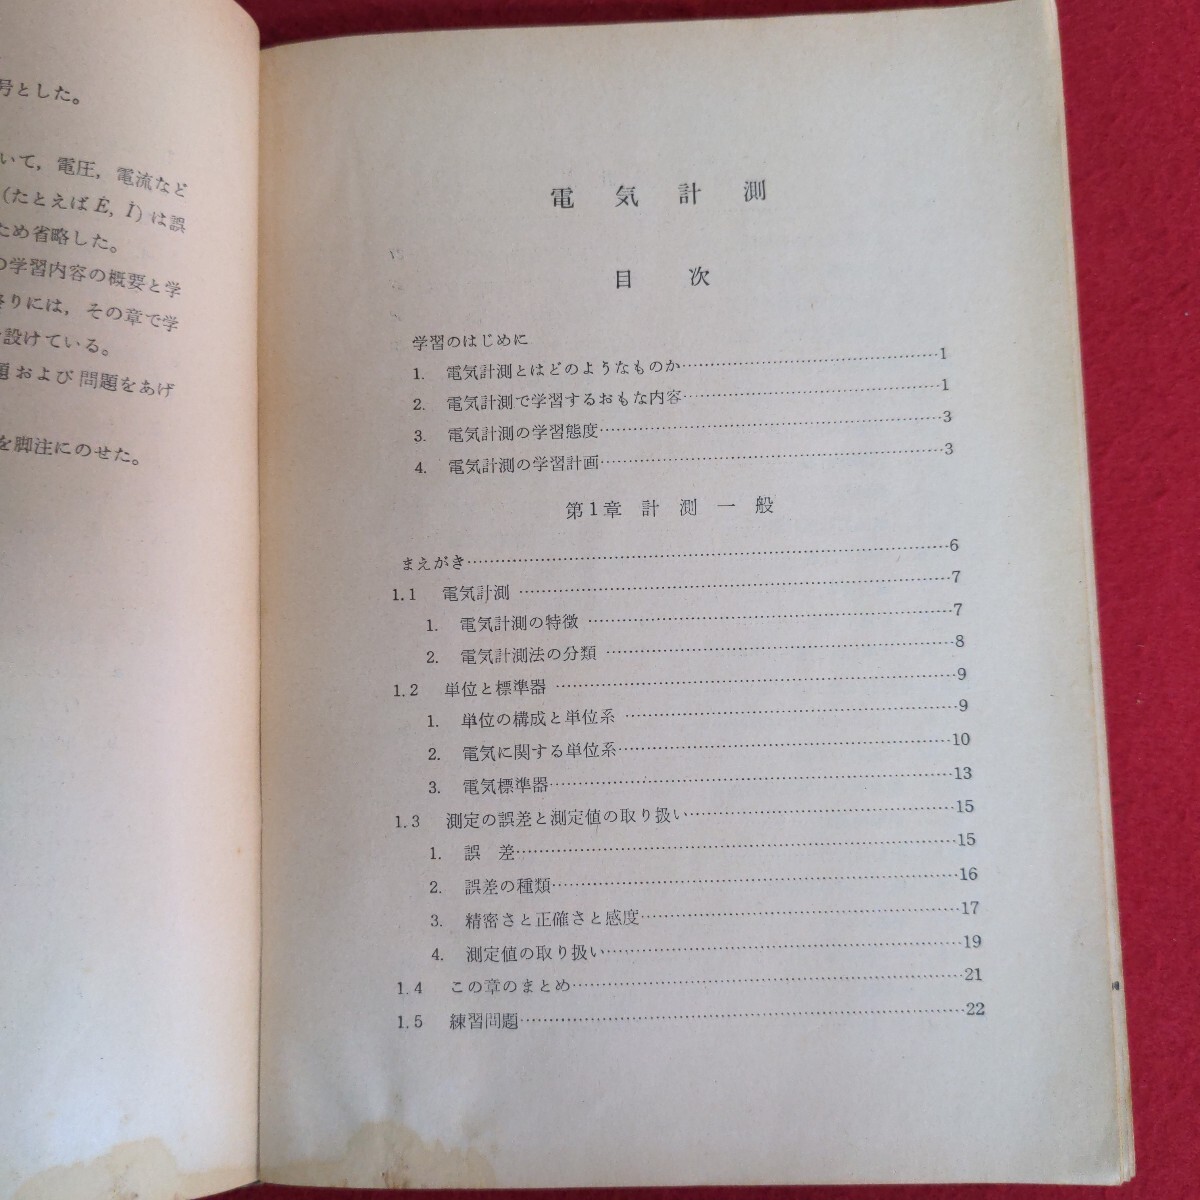 号とした。
いて，電圧，電流など
(たとえばĖ, İ) は誤
ため省略した。
の学習内容の概要と学
終りには，その章で学
設けている。
題および問題をあげ
を脚注にのせた。
電気計測
目次
学習のはじめに
1. 電気計測とはどのようなものか……………………………1
2. 電気計測で学習するおもな内容……………………………1
3. 電気計測の学習態度……………………………3
4. 電気計測の学習計画……………………………3
第1章 計測一般
まえがき……………………………6
1.1 電気計測……………………………7
1. 電気計測の特徴……………………………7
2. 電気計測法の分類……………………………8
1.2 単位と標準器……………………………9
1. 単位の構成と単位系……………………………9
2. 電気に関する単位系……………………………10
3. 電気標準器……………………………13
1.3 測定の誤差と測定値の取り扱い……………………………15
1. 誤差……………………………15
2. 誤差の種類……………………………16
3. 精密さと正確さと感度……………………………17
4. 測定値の取り扱い……………………………19
1.4 この章のまとめ……………………………21
1.5 練習問題……………………………22